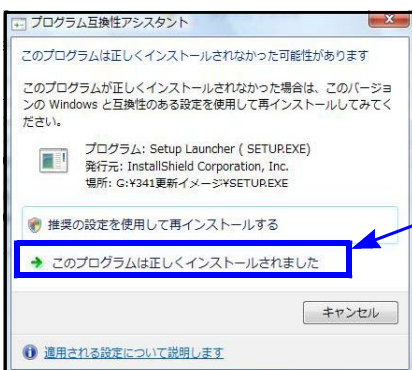 プログラム互換性アシスタント
このプログラムは正しくインストールされなかった可能性があります
このプログラムが正しくインストールされなかった場合は、このバージョ
ンの Windows と互換性のある設定を使用して再インストールしてみてく
ださい。
プログラム: Setup Launcher ( SETUP.EXE)
発行元: InstallShield Corporation, Inc.
場所: G:¥341更新イメージ¥SETUP.EXE
推奨の設定を使用して再インストールする
このプログラムは正しくインストールされました
キャンセル
適用される設定について説明します